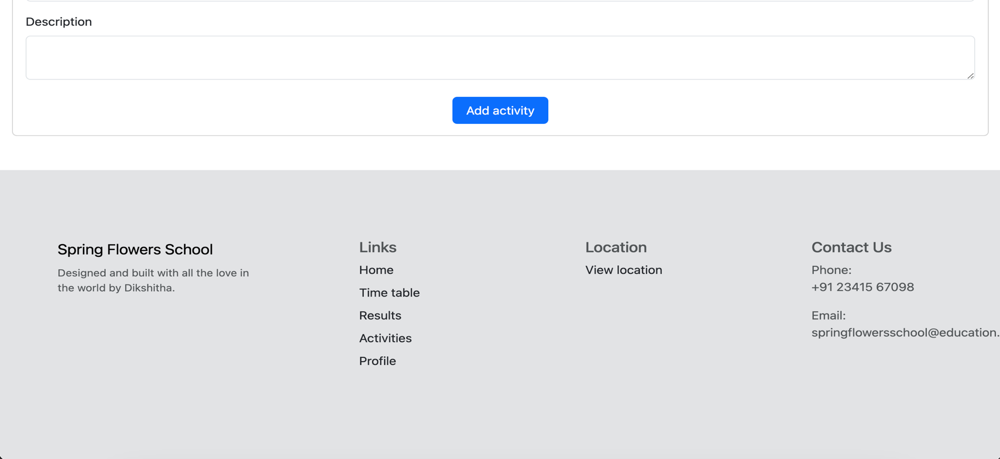 Description
Add activity
Spring Flowers School
Designed and built with all the love in
the world by Dikshitha.
Links
Home
Time table
Results
Activities
Profile
Location
View location
Contact Us
Phone:
+91 23415 67098
Email:
springflowersschool@education.